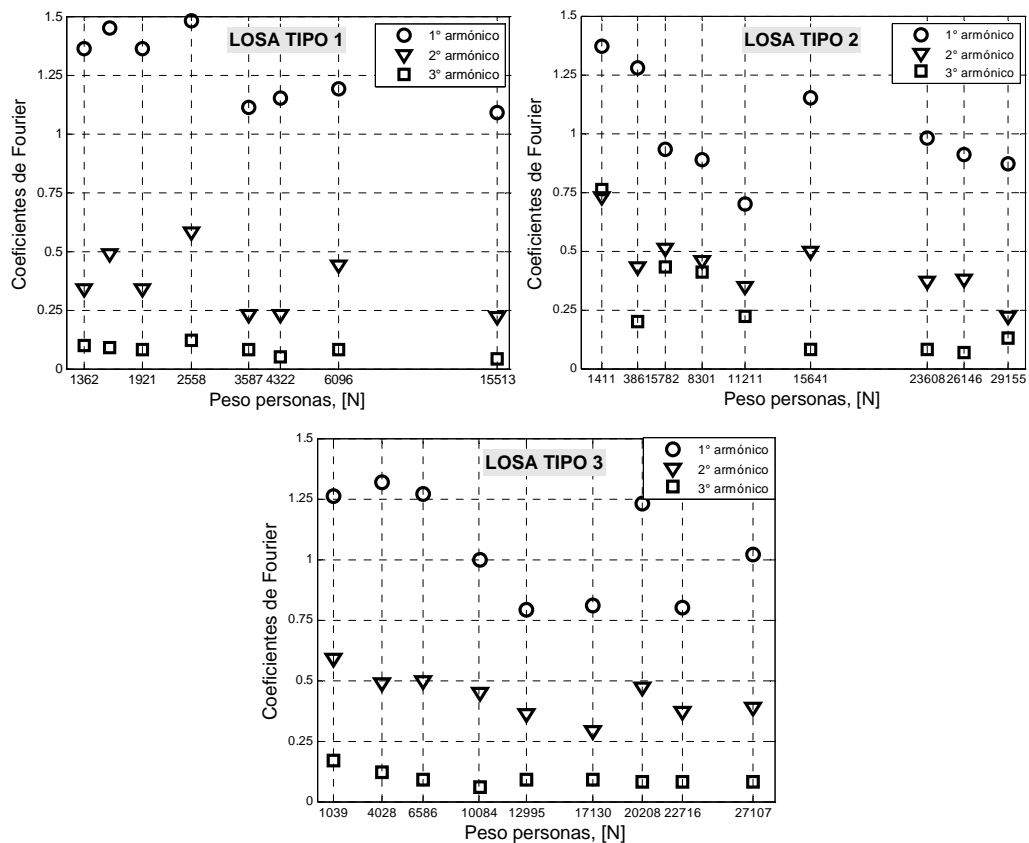 LOSA TIPO 1
1° armónico
2° armónico
3° armónico
Coeficientes de Fourier
1.5
1.25
1
0.75
0.5
0.25
0
1362 1921 2558 3587 4322 6096 15513
Peso personas, [N]
LOSA TIPO 2
1° armónico
2° armónico
3° armónico
Coeficientes de Fourier
1.5
1.25
1
0.75
0.5
0.25
0
1411 3861 5782 8301 11211 15641 23608 26146 29155
Peso personas, [N]
LOSA TIPO 3
1° armónico
2° armónico
3° armónico
Coeficientes de Fourier
1.5
1.25
1
0.75
0.5
0.25
0
1039 4028 6586 10084 12995 17130 20208 22716 27107
Peso personas, [N]